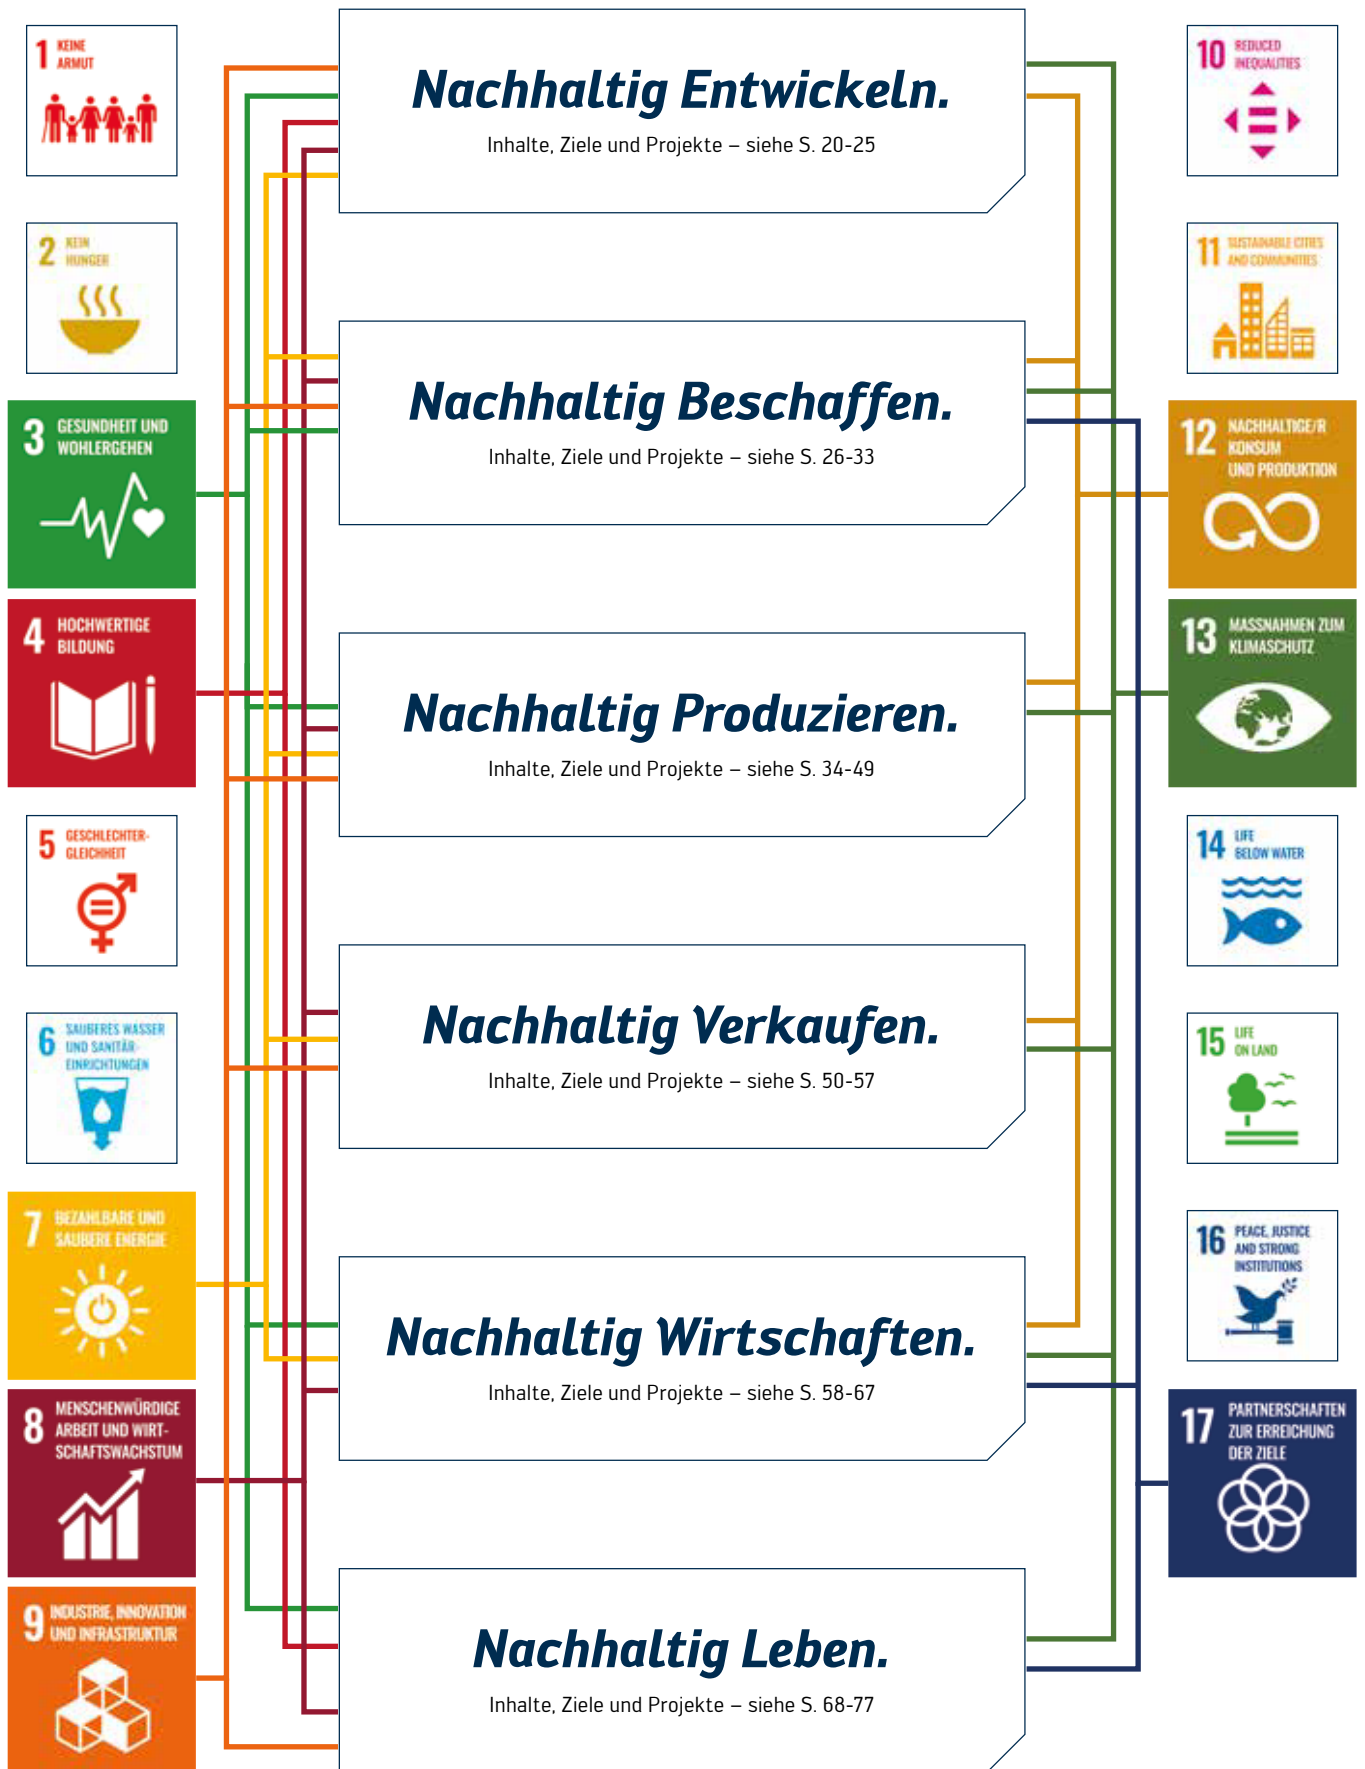 1 KEINE
ARMUT
2 KEIN
HUNGER
3 GESUNDHEIT UND
WOHLERGEHEN
4 HOCHWERTIGE
BILDUNG
5 GESCHLECHTER-
GLEICHHEIT
6 SAUBERES WASSER
UND SANITÄR-
EINRICHTUNGEN
7 BEZAHLBARE UND
SAUBERE ENERGIE
8 MENSCHENWÜRDIGE
ARBEIT UND WIRT-
SCHAFTSWACHSTUM
9 INDUSTRIE, INNOVATION
UND INFRASTRUKTUR
Nachhaltig Entwickeln.
Inhalte, Ziele und Projekte – siehe S. 20-25
Nachhaltig Beschaffen.
Inhalte, Ziele und Projekte – siehe S. 26-33
Nachhaltig Produzieren.
Inhalte, Ziele und Projekte – siehe S. 34-49
Nachhaltig Verkaufen.
Inhalte, Ziele und Projekte – siehe S. 50-57
Nachhaltig Wirtschaften.
Inhalte, Ziele und Projekte – siehe S. 58-67
Nachhaltig Leben.
Inhalte, Ziele und Projekte – siehe S. 68-77
10 REDUCED
INEQUALITIES
11 SUSTAINABLE CITIES
AND COMMUNITIES
12 NACHHALTIGE/R
KONSUM
UND PRODUKTION
13 MASSNAHMEN ZUM
KLIMASCHUTZ
14 LIFE
BELOW WATER
15 LIFE
ON LAND
16 PEACE, JUSTICE
AND STRONG
INSTITUTIONS
17 PARTNERSCHAFTEN
ZUR ERREICHUNG
DER ZIELE